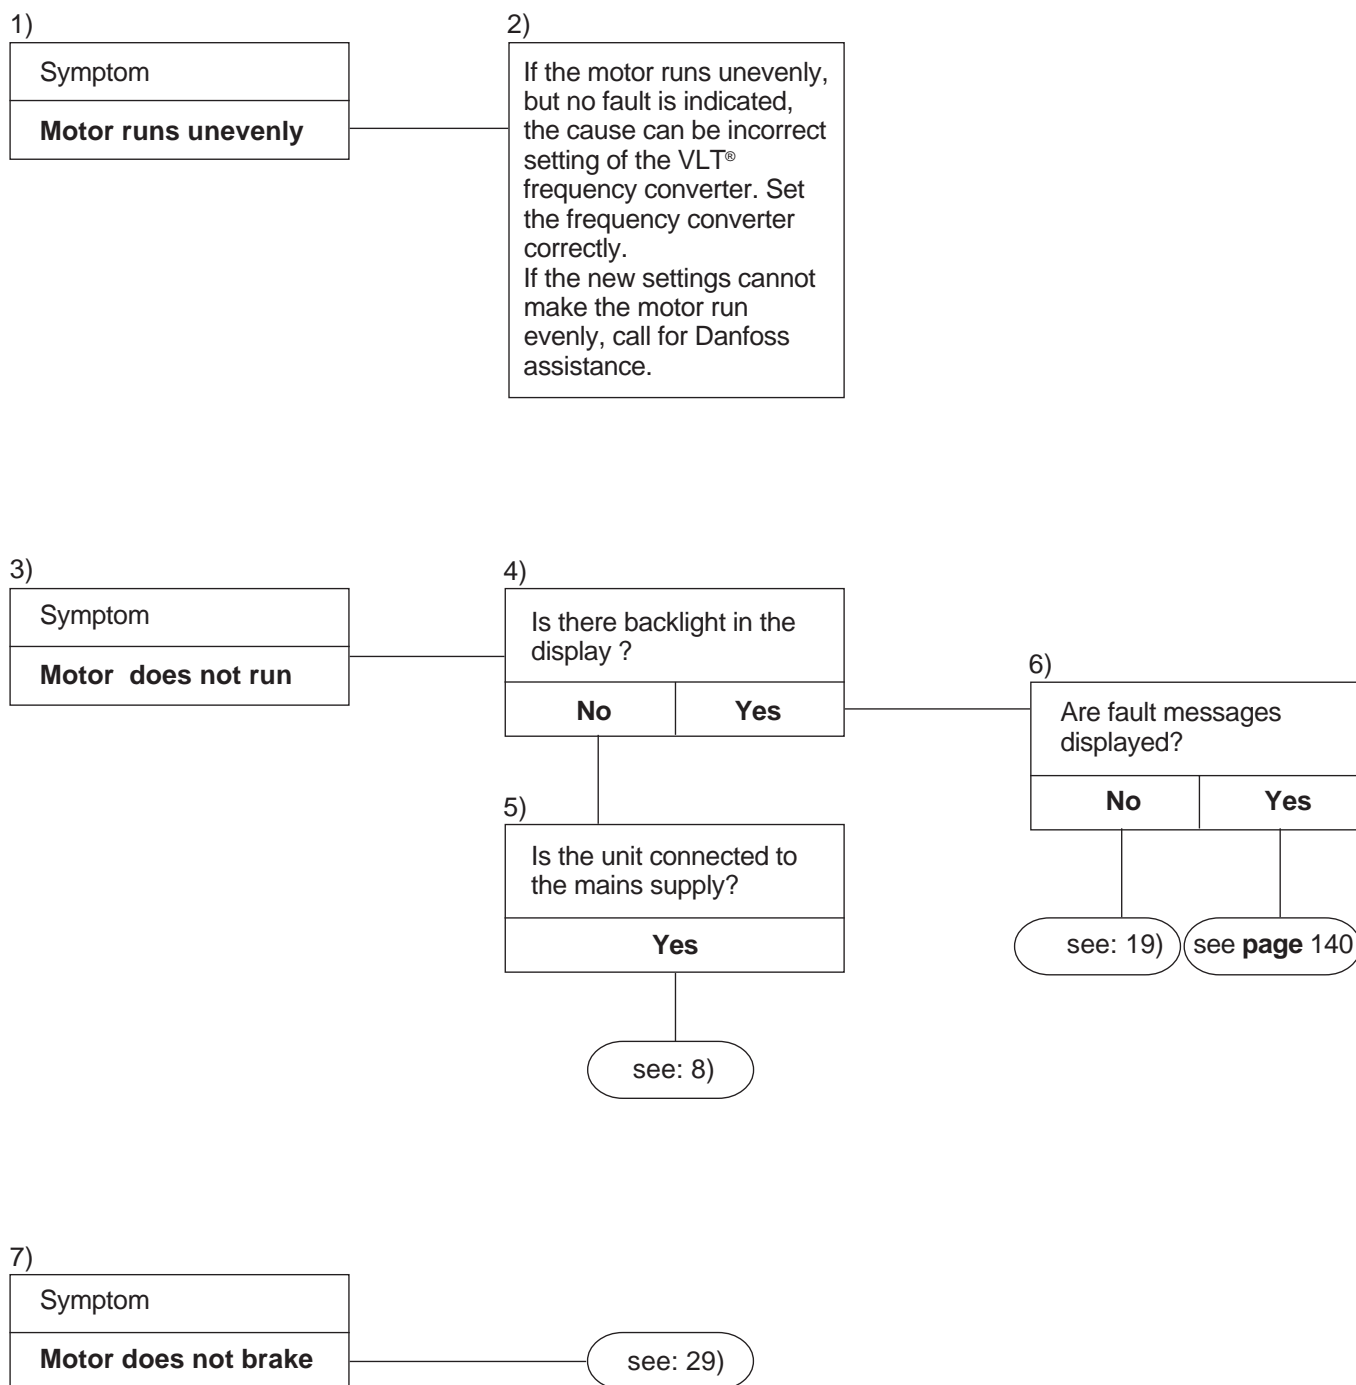 1)
Symptom
Motor runs unevenly
2)
If the motor runs unevenly,
but no fault is indicated,
the cause can be incorrect
setting of the VLT®
frequency converter. Set
the frequency converter
correctly.
If the new settings cannot
make the motor run
evenly, call for Danfoss
assistance.
3)
Symptom
Motor does not run
4)
Is there backlight in the
display ?
No Yes
5)
Is the unit connected to
the mains supply?
Yes
see: 8)
6)
Are fault messages
displayed?
No Yes
see: 19) see page 140
7)
Symptom
Motor does not brake
see: 29)